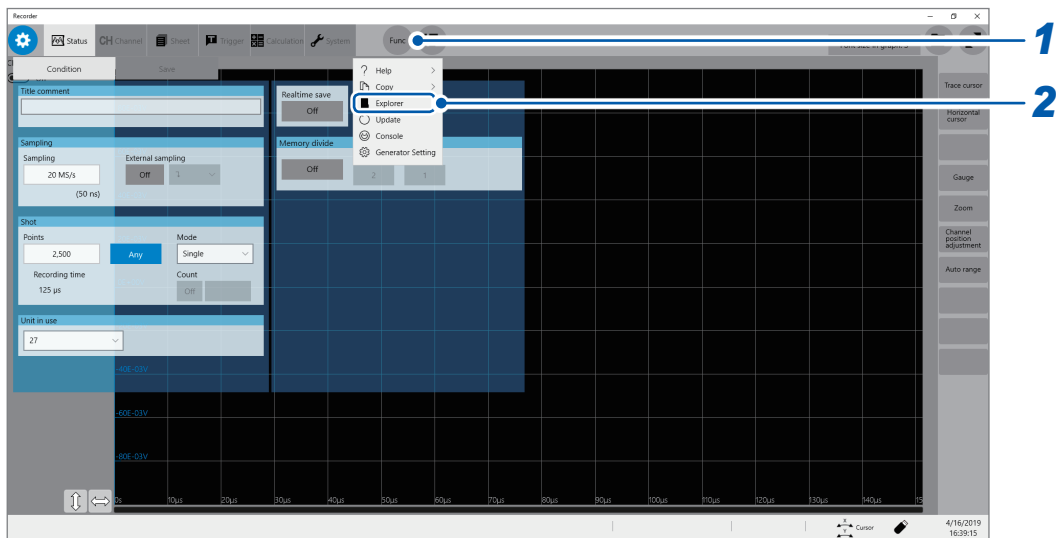 Recorder
Status CH Channel Sheet Trigger Calculation System Func 1
Font size in graph: S
Condition Save
Title comment
Sampling
Sampling External sampling
20 MS/s Off 1
(50 ns)
Shot
Points Mode
2,500 Any Single
Recording time Count
125 µs Off
Unit in use
27
Realtime save
Off
Memory divide
Off 2 1
Help
Copy
Explorer 2
Update
Console
Generator Setting
Trace cursor
Horizontal
cursor
Gauge
Zoom
Channel
position
adjustment
Auto range
-40E-03V
-60E-03V
-80E-03V
0s 10µs 20µs 30µs 40µs 50µs 60µs 70µs 80µs 90µs 100µs 110µs 120µs 130µs 140µs 15
X
Y Cursor
4/16/2019
16:39:15